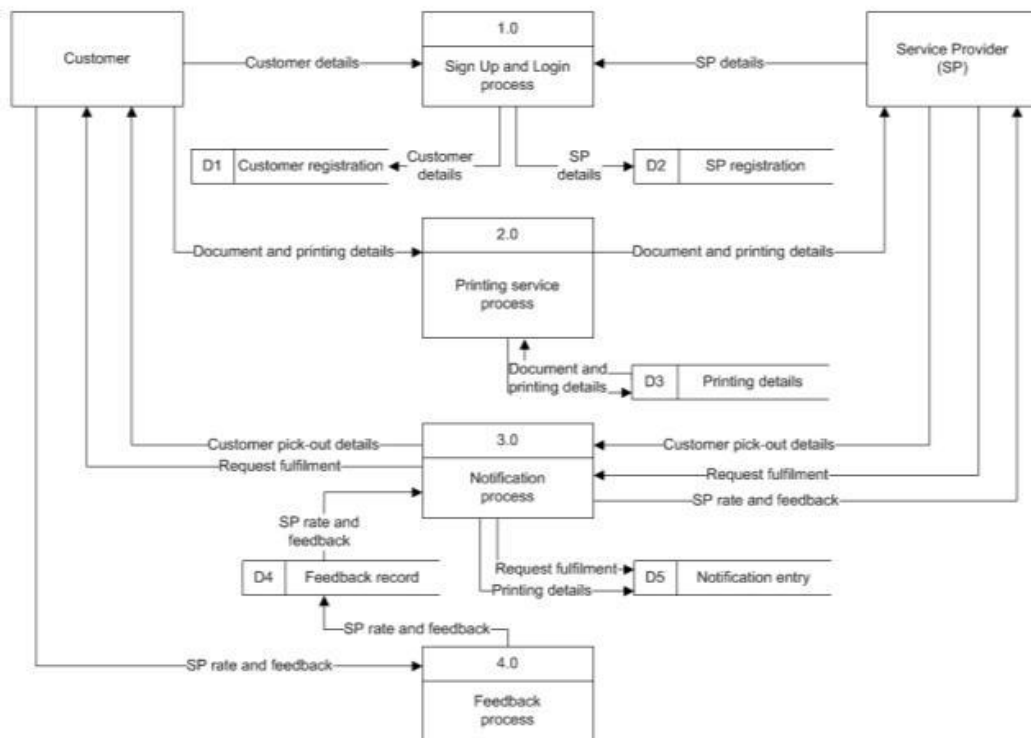 1.0
Customer
Customer details
Sign Up and Login
process
SP details
Service Provider
(SP)
D1
Customer registration
Customer
details
SP
details
D2
SP registration
2.0
Document and printing details
Printing service
process
Document and printing details
Document and
printing details
D3
Printing details
3.0
Customer pick-out details
Customer pick-out details
Request fulfilment
Notification
process
Request fulfilment
SP rate and feedback
SP rate and
feedback
D4
Feedback record
Request fulfilment
Printing details
D5
Notification entry
SP rate and feedback
4.0
SP rate and feedback
Feedback
process